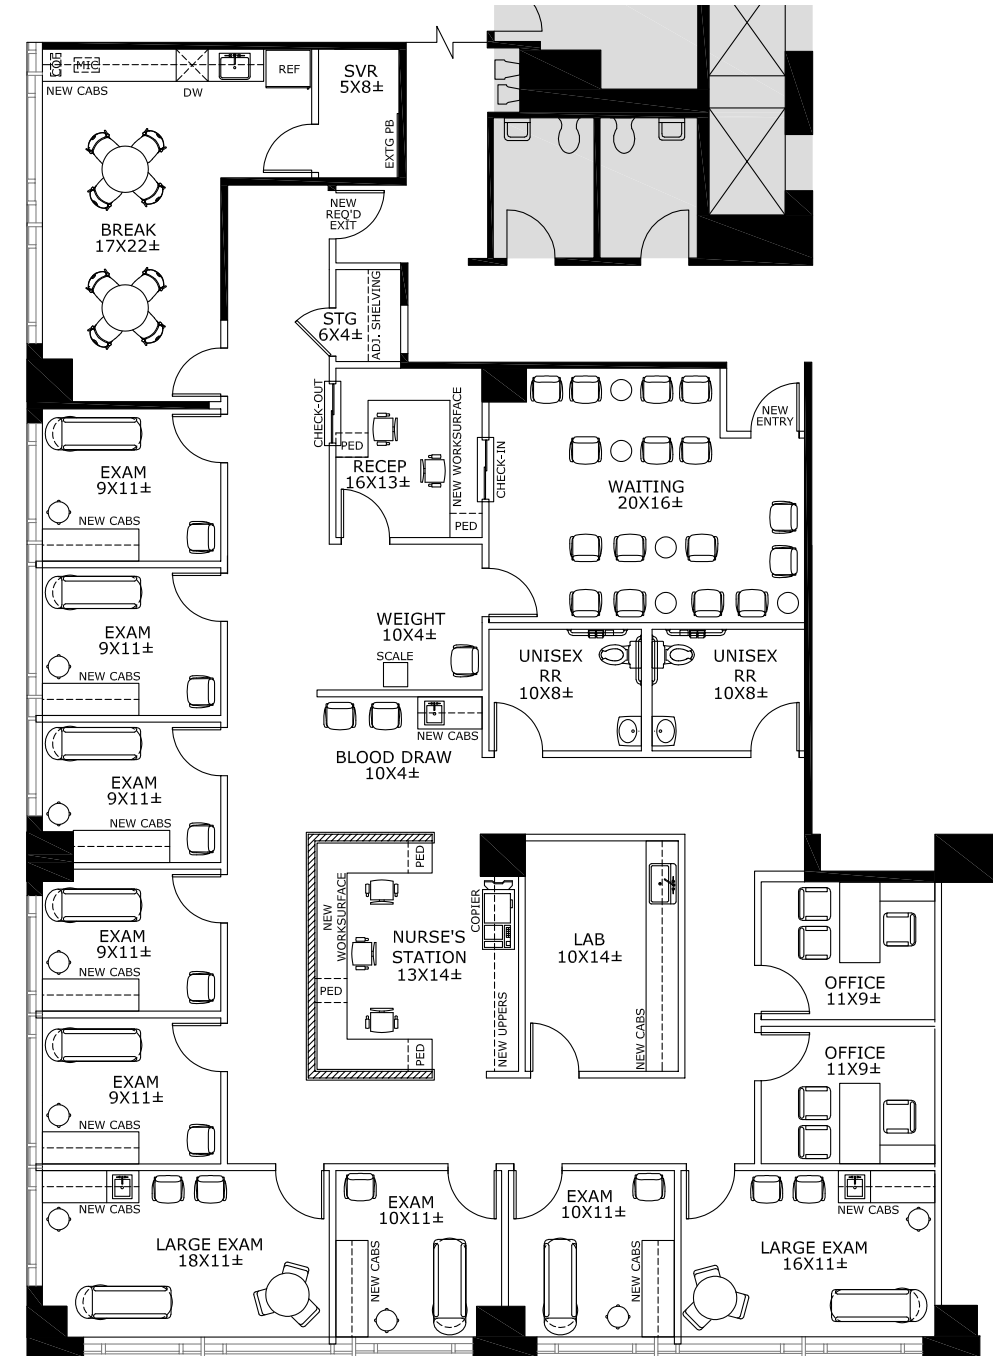 MIC
NEW CABS
DW
REF
SVR
5X8±
EXTG PB
BREAK
17X22±
NEW
REQ'D
EXIT
STG
6X4±
ADJ. SHELVING
CHECK-OUT
PED
RECEP
16X13±
NEW WORKSURFACE
PED
CHECK-IN
NEW
ENTRY
WAITING
20X16±
EXAM
9X11±
NEW CABS
EXAM
9X11±
NEW CABS
WEIGHT
10X4±
SCALE
UNISEX
RR
10X8±
UNISEX
RR
10X8±
NEW CABS
BLOOD DRAW
10X4±
EXAM
9X11±
NEW CABS
EXAM
9X11±
NEW CABS
PED
NEW
WORKSURFACE
PED
NURSE'S
STATION
13X14±
COPIER
NEW UPPERS
PED
LAB
10X14±
NEW CABS
OFFICE
11X9±
OFFICE
11X9±
EXAM
9X11±
NEW CABS
NEW CABS
LARGE EXAM
18X11±
EXAM
10X11±
NEW CABS
EXAM
10X11±
NEW CABS
NEW CABS
LARGE EXAM
16X11±